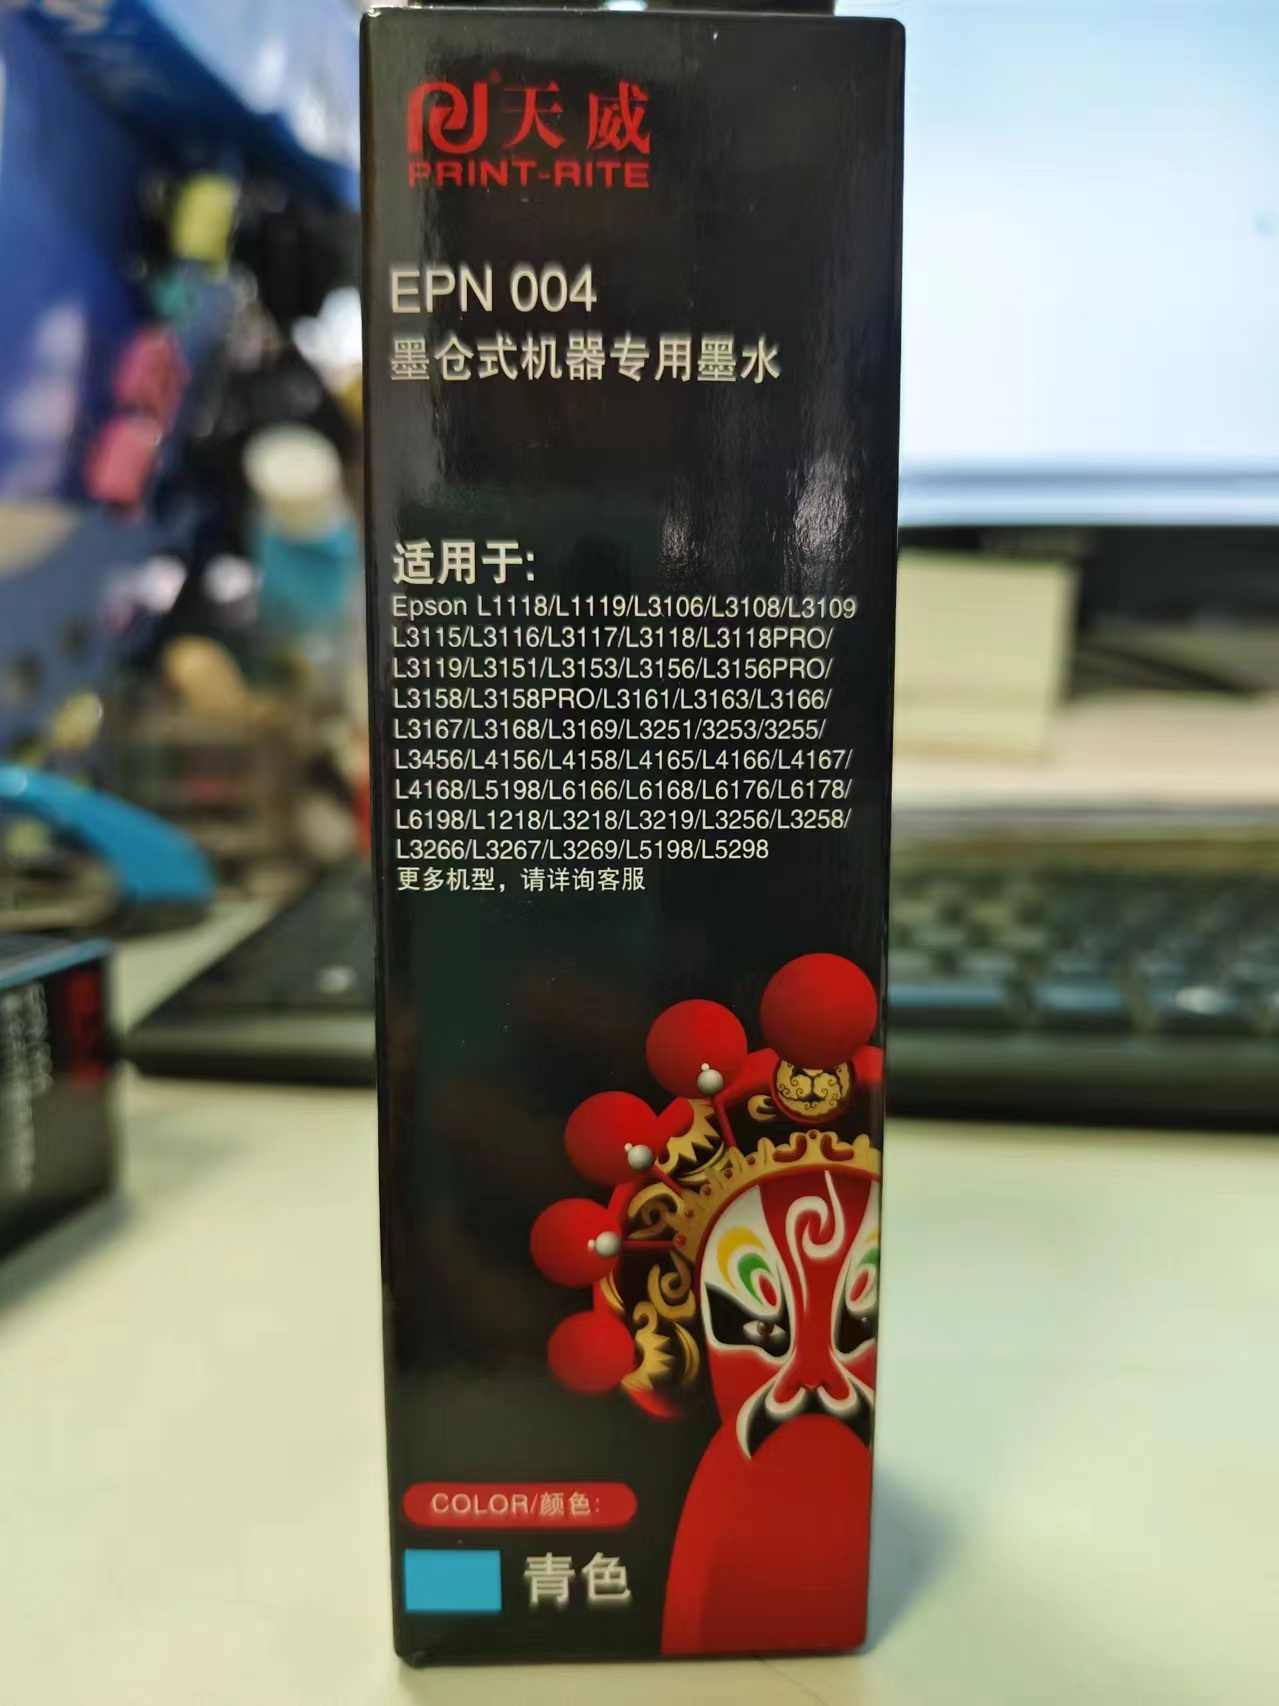 天威
PRINT-RITE
EPN 004
墨仓式机器专用墨水
适用于:
Epson L1118/L1119/L3106/L3108/L3109
L3115/L3116/L3117/L3118/L3118PRO/
L3119/L3151/L3153/L3156/L3156PRO/
L3158/L3158PRO/L3161/L3163/L3166/
L3167/L3168/L3169/L3251/3253/3255/
L3456/L4156/L4158/L4165/L4166/L4167/
L4168/L5198/L6166/L6168/L6176/L6178/
L6198/L1218/L3218/L3219/L3256/L3258/
L3266/L3267/L3269/L5198/L5298
更多机型，请详询客服
COLOR/颜色:
青色